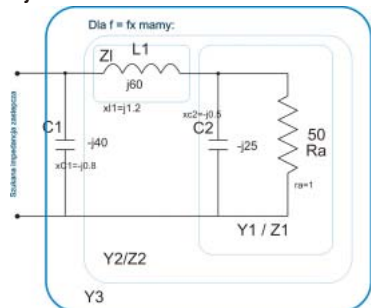 Dla f = fx mamy:
Zl L1
j60
xl1=j1.2
xc2=-j0.5
C1
C2
-j40
-j25
50
Ra
xC1=-j0.8
ra=1
Szukana impedancja zastępcza
Y1 / Z1
Y2/Z2
Y3